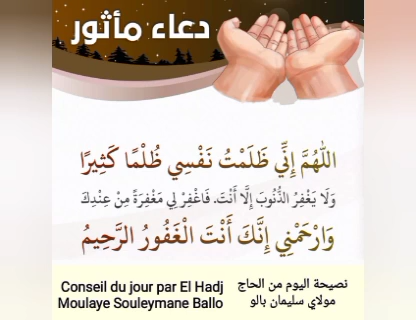 دعاء مأثور
اللَّهُمَّ إِنِّي ظَلَمْتُ نَفْسِي ظُلْمًا كَثِيرًا
وَلَا يَغْفِرُ الذُّنُوبَ إِلَّا أَنْتَ. فَاغْفِرْ لِي مَغْفِرَةً مِنْ عِنْدِكَ
وَارْحَمْنِي إِنَّكَ أَنْتَ الْغَفُورُ الرَّحِيمُ
Conseil du jour par El Hadj
Moulaye Souleymane Ballo
نصيحة اليوم من الحاج
مولاي سليمان بالو